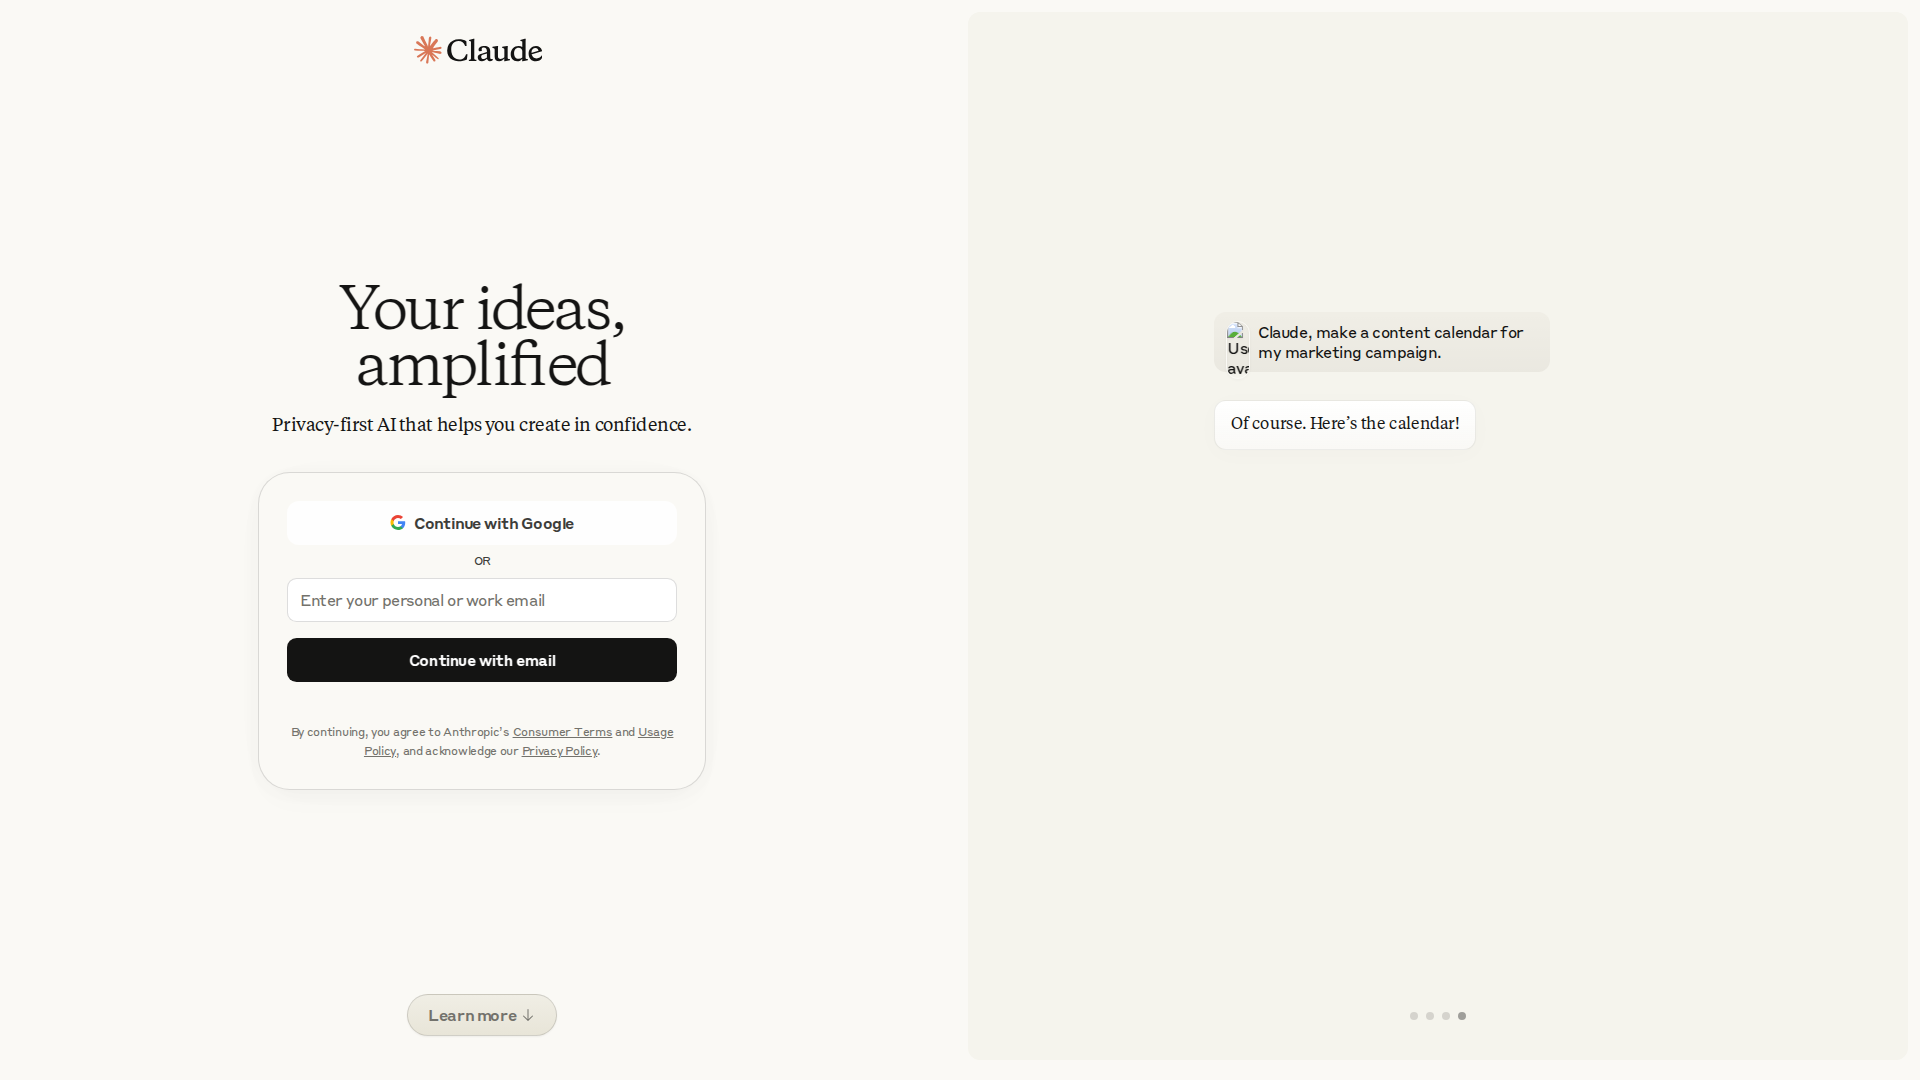 Claude
Your ideas,
amplified
Privacy-first AI that helps you create in confidence.
Continue with Google
OR
Enter your personal or work email
Continue with email
By continuing, you agree to Anthropic's Consumer Terms and Usage
Policy, and acknowledge our Privacy Policy.
Learn more ↓
Claude, make a content calendar for
my marketing campaign.
Of course. Here’s the calendar!